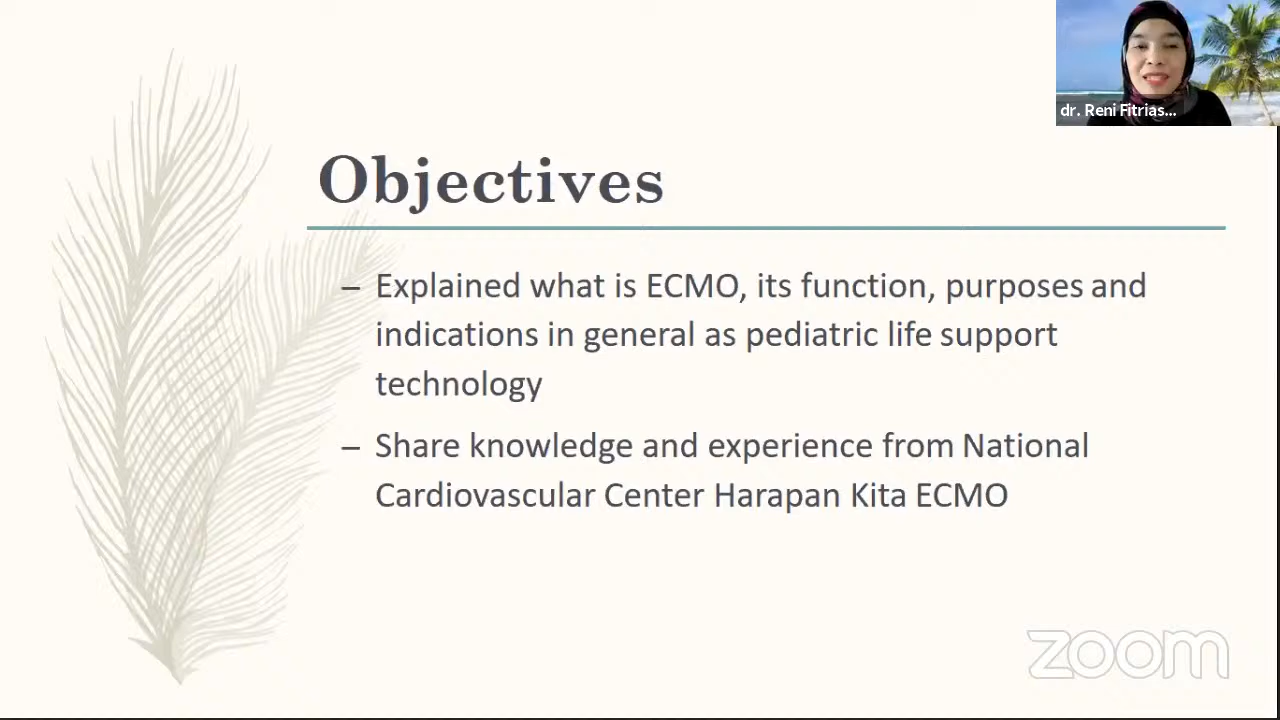 dr. Reni Fitrias...
Objectives
– Explained what is ECMO, its function, purposes and
indications in general as pediatric life support
technology
– Share knowledge and experience from National
Cardiovascular Center Harapan Kita ECMO
zoom